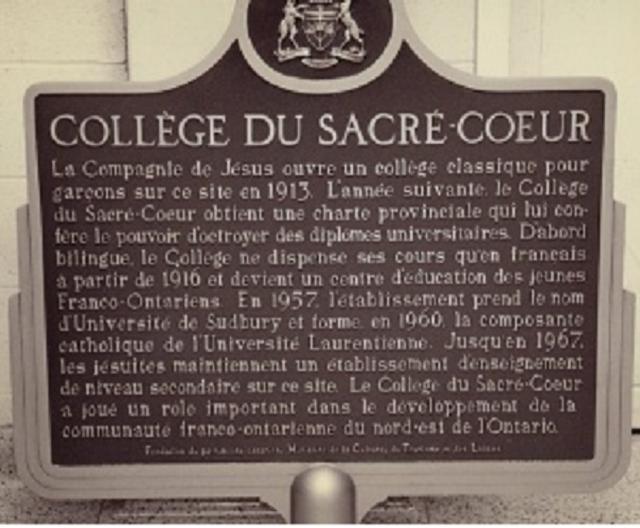 COLLÈGE DU SACRÉ-COEUR
La Compagnie de Jésus ouvre un collège classique pour
garçons sur ce site en 1913. L'année suivante, le Collège
du Sacré-Coeur obtient une charte provinciale qui lui con-
fère le pouvoir d'octroyer des diplômes universitaires. D'abord
bilingue, le Collège ne dispense ses cours qu'en français
à partir de 1916 et devient un centre d'éducation des jeunes
Franco-Ontariens. En 1957, l'établissement prend le nom
d'Université de Sudbury et forme, en 1960, la composante
catholique de l'Université Laurentienne. Jusqu'en 1967,
les jésuites maintiennent un établissement d'enseignement
de niveau secondaire sur ce site. Le Collège du Sacré-Coeur
a joué un rôle important dans le développement de la
communauté franco-ontarienne du nord-est de l'Ontario.